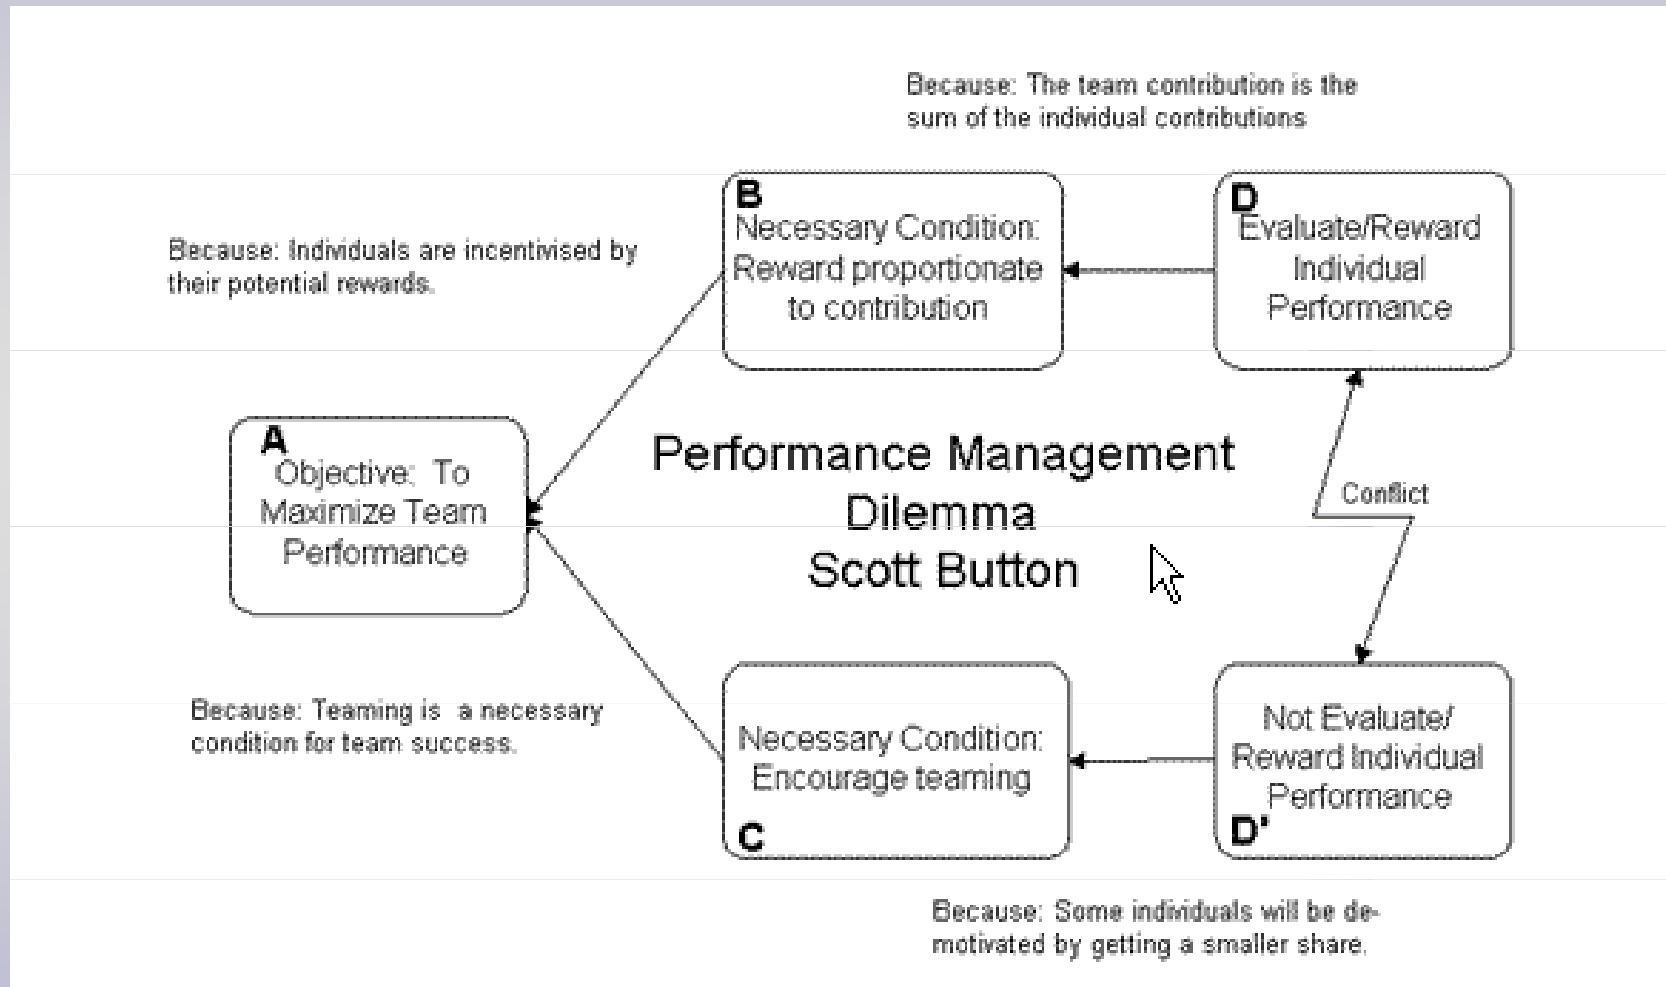 Because: The team contribution is the
sum of the individual contributions
B
Necessary Condition:
Reward proportionate
to contribution
D
Evaluate/Reward
Individual
Performance
Because: Individuals are incentivised by
their potential rewards.
A
Objective: To
Maximize Team
Performance
Performance Management
Dilemma
Scott Button
Conflict
Because: Teaming is a necessary
condition for team success.
Necessary Condition:
Encourage teaming
C
Not Evaluate/
Reward Individual
Performance
D'
Because: Some individuals will be de-
motivated by getting a smaller share.